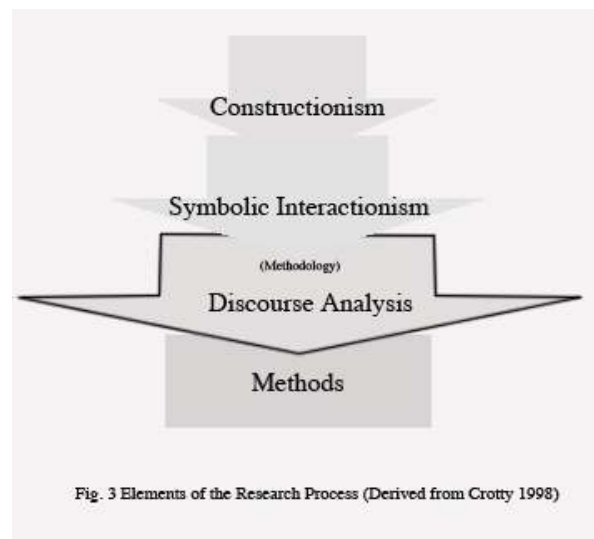 Constructionism
Symbolic Interactionism
(Methodology)
Discourse Analysis
Methods
Fig. 3 Elements of the Research Process (Derived from Crotty 1998)